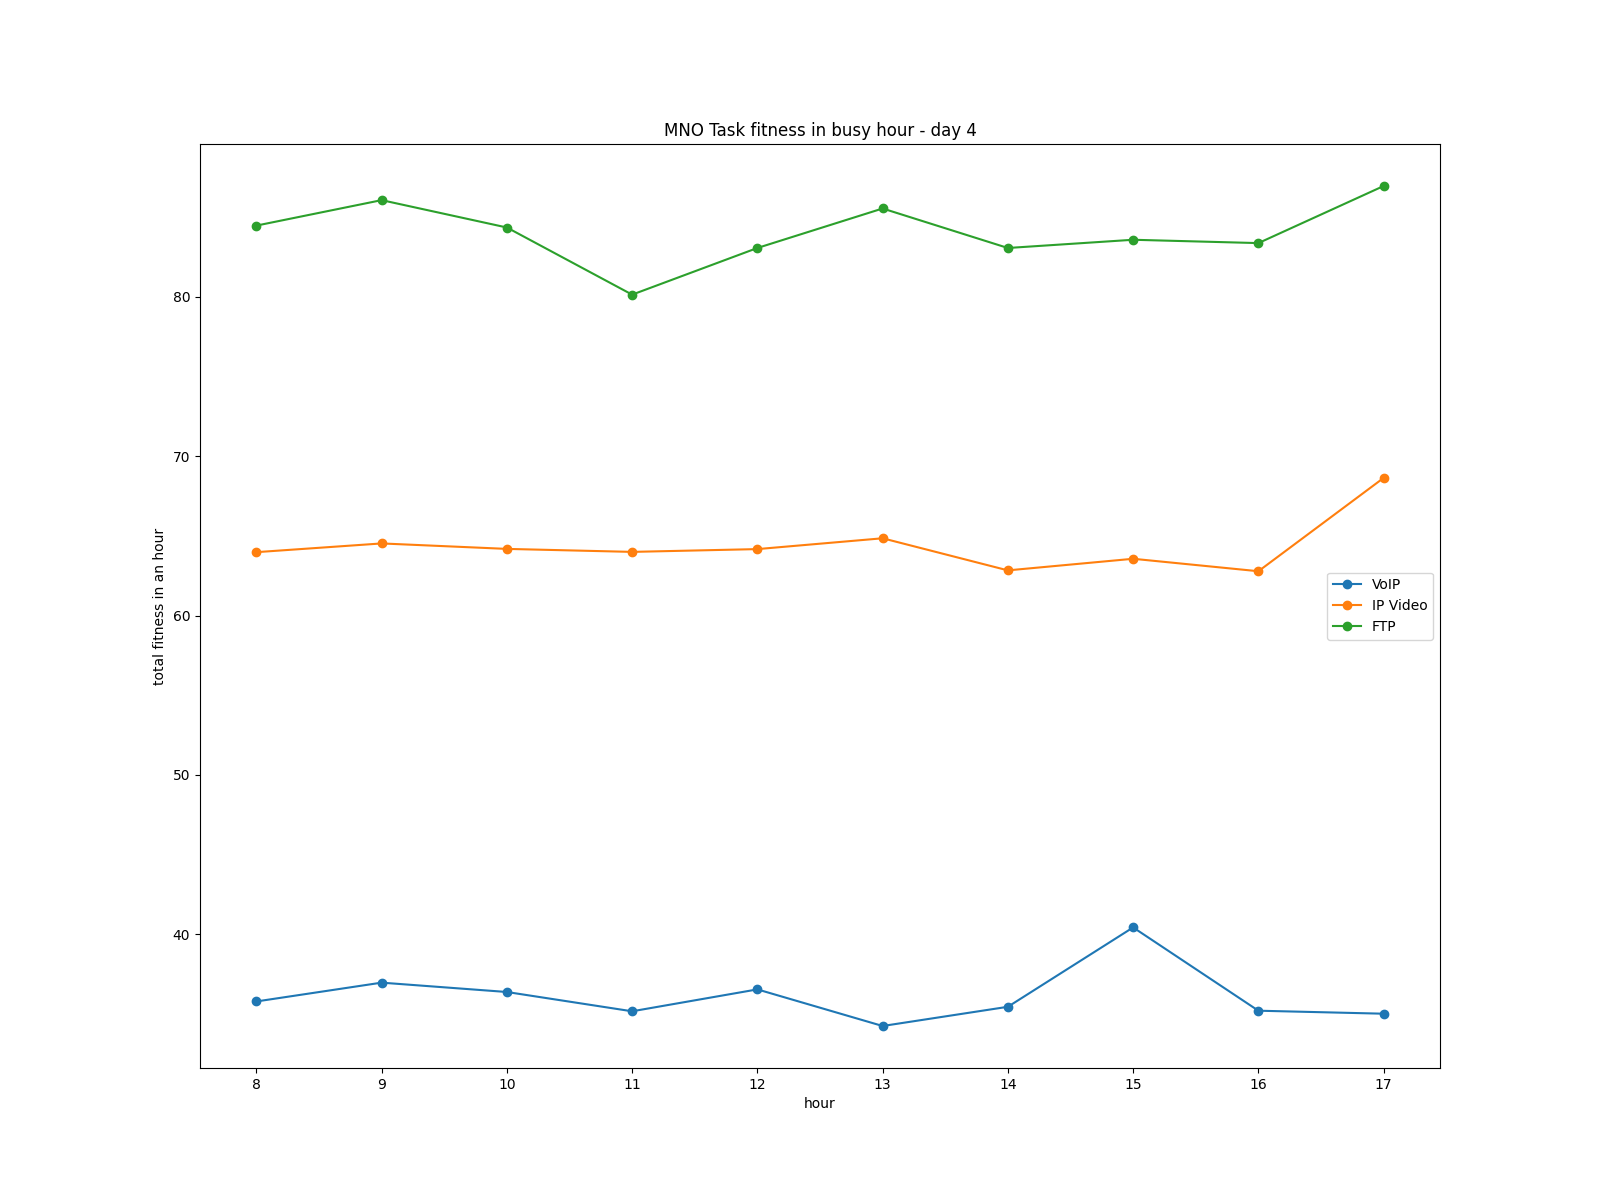 MNO Task fitness in busy hour - day 4
80
70
60
50
40
total fitness in an hour
VoIP
IP Video
FTP
8 9 10 11 12 13 14 15 16 17
hour